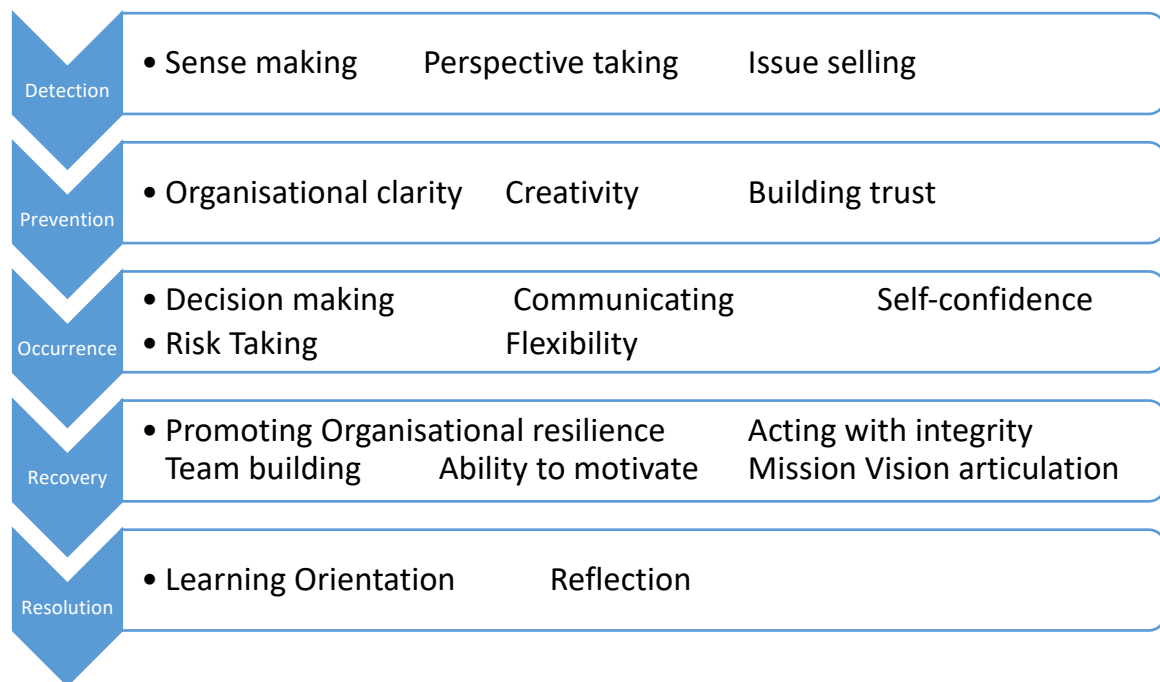 Detection
• Sense making Perspective taking Issue selling
Prevention
• Organisational clarity Creativity Building trust
Occurrence
• Decision making Communicating Self-confidence
• Risk Taking Flexibility
Recovery
• Promoting Organisational resilience Acting with integrity
Team building Ability to motivate Mission Vision articulation
Resolution
• Learning Orientation Reflection